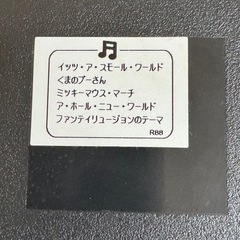 イッツ・ア・スモール・ワールド
くまのプーさん
ミッキーマウス・マーチ
ア・ホール・ニュー・ワールド
ファンティリュージョンのテーマ
R88